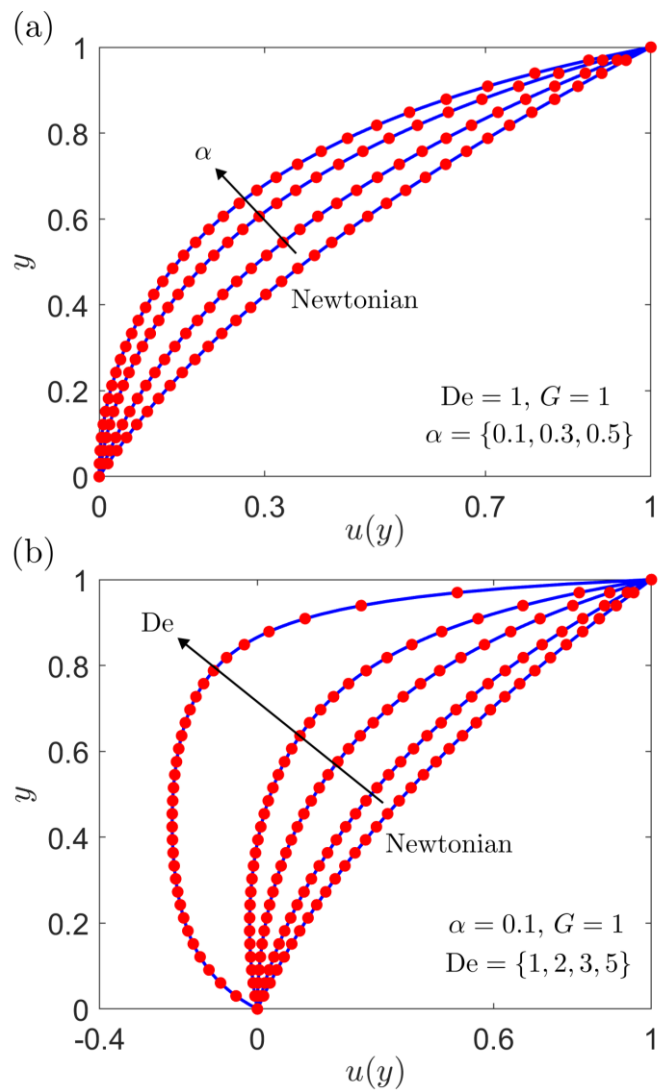 (a)
1
0.8
0.6
0.4
0.2
0
y
α
Newtonian
De = 1, G = 1
α = {0.1, 0.3, 0.5}
0 0.3 0.7 1
u(y)
(b)
1
0.8
0.6
0.4
0.2
0
y
De
Newtonian
α = 0.1, G = 1
De = {1, 2, 3, 5}
-0.4 0 0.6 1
u(y)